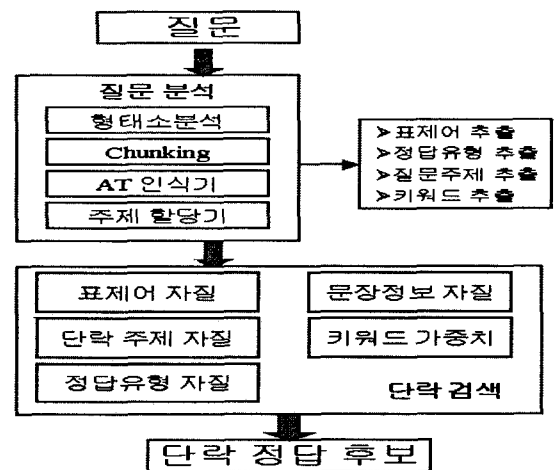 질문
질문 분석
형태소분석
Chunking
AT 인식기
주제 할당기
➢표제어 추출
➢정답유형 추출
➢질문주제 추출
➢키워드 추출
표제어 자질
문장정보 자질
단락 주제 자질
키워드 가중치
정답유형 자질
단락 검색
단락 정답 후보